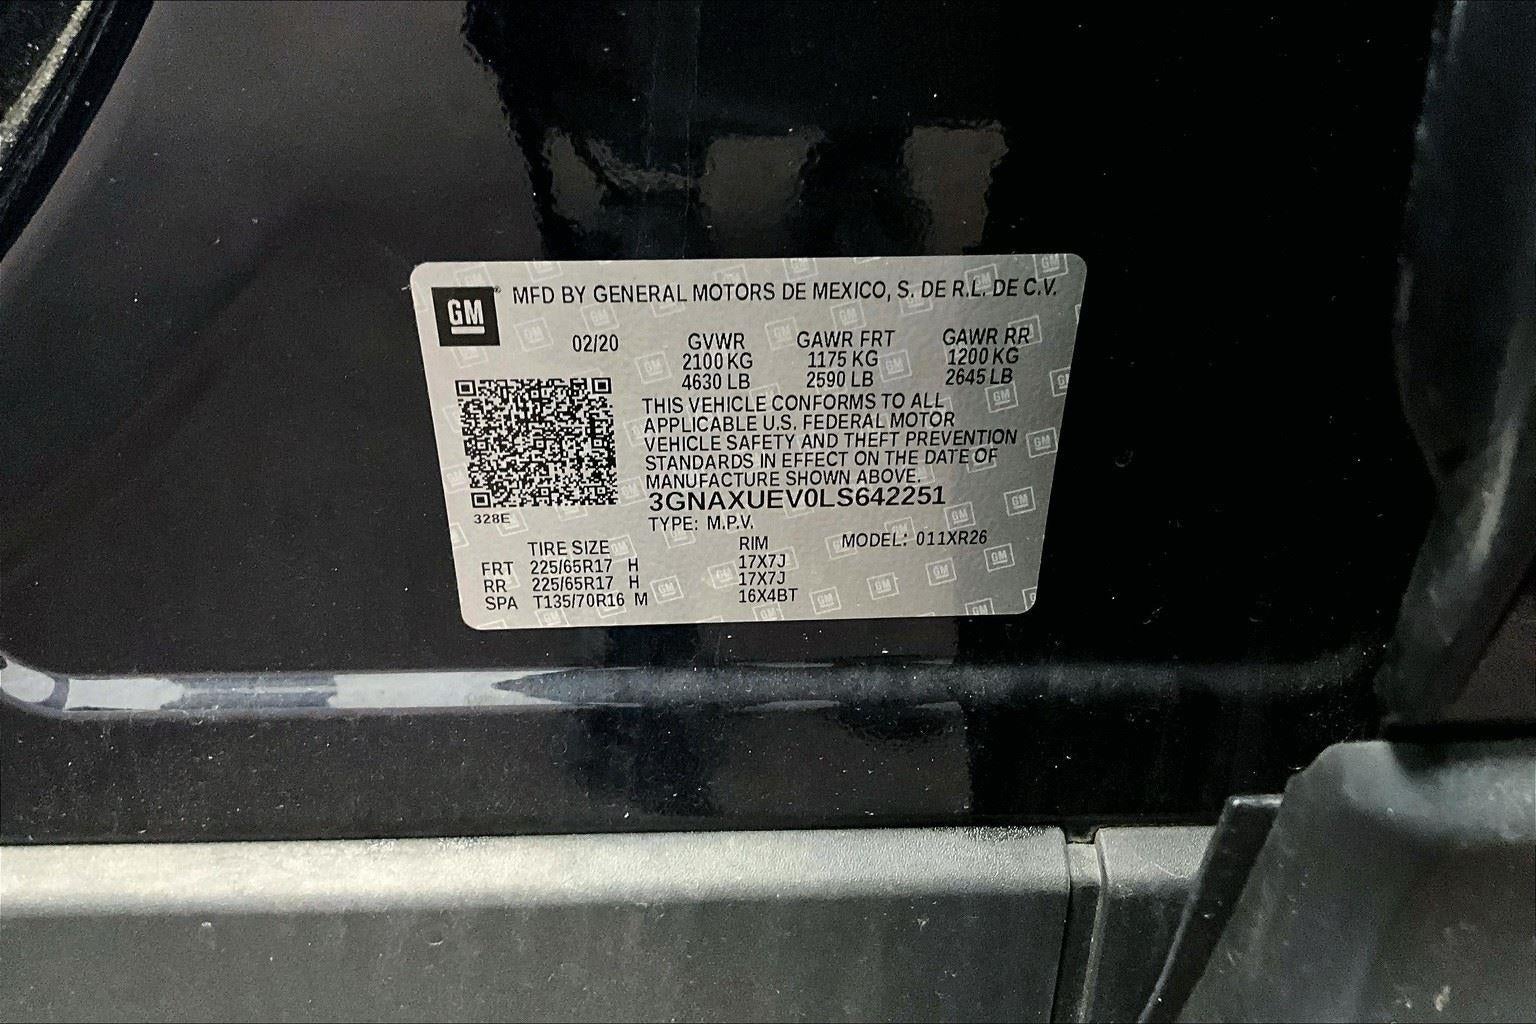 GM MFD BY GENERAL MOTORS DE MEXICO, S. DE R.L. DE C.V.
02/20 GVWR GAWR FRT GAWR RR
2100 KG 1175 KG 1200 KG
4630 LB 2590 LB 2645 LB
THIS VEHICLE CONFORMS TO ALL
APPLICABLE U.S. FEDERAL MOTOR
VEHICLE SAFETY AND THEFT PREVENTION
STANDARDS IN EFFECT ON THE DATE OF
MANUFACTURE SHOWN ABOVE.
3GNAXUEV0LS642251
328E
TYPE: M.P.V.
MODEL: 011XR26
TIRE SIZE RIM
FRT 225/65R17 H 17X7J
RR 225/65R17 H 17X7J
SPA T135/70R16 M 16X4BT